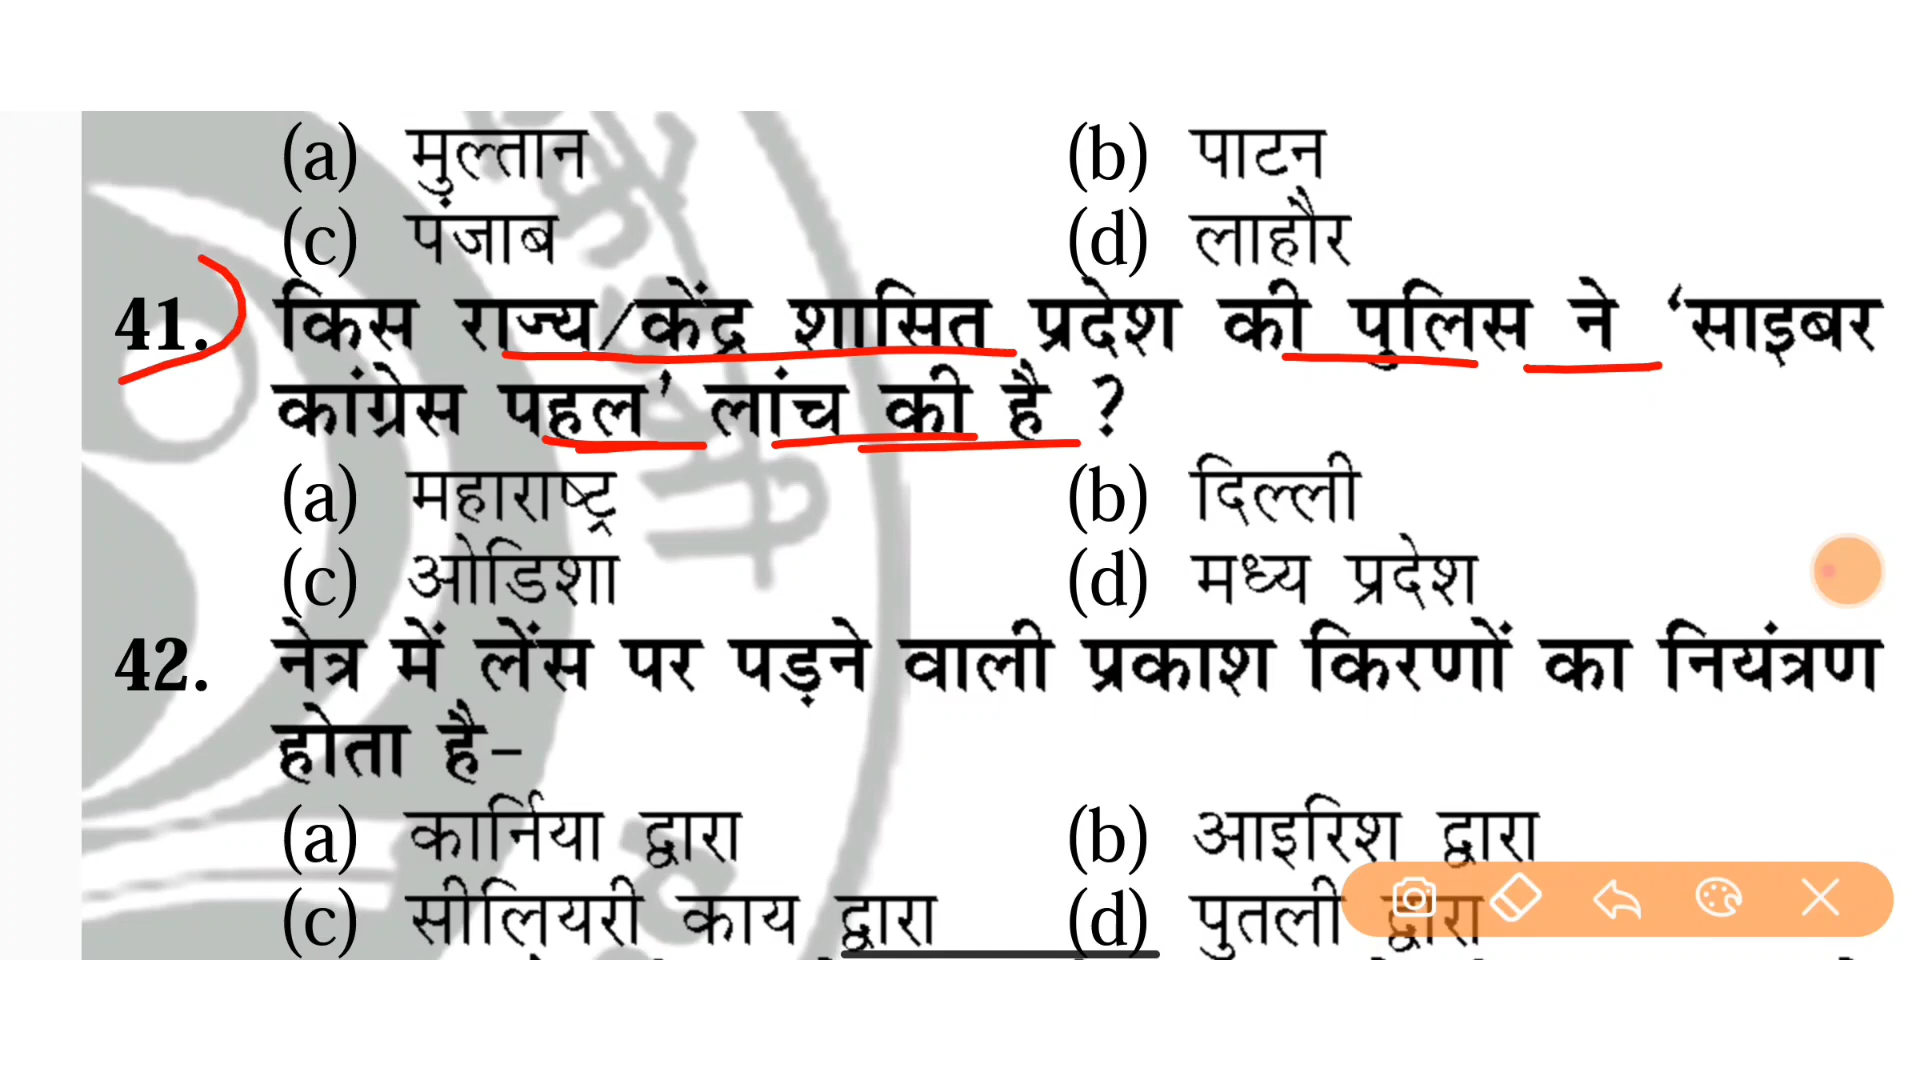 (a) मुल्तान (b) पाटन
(c) पंजाब (d) लाहौर
41. किस राज्य/केंद्र शासित प्रदेश की पुलिस ने ‘साइबर
कांग्रेस पहल’ लांच की है ?
(a) महाराष्ट्र (b) दिल्ली
(c) ओडिशा (d) मध्य प्रदेश
42. नेत्र में लेंस पर पड़ने वाली प्रकाश किरणों का नियंत्रण
होता है–
(a) कार्निया द्वारा (b) आइरिश द्वारा
(c) सीलियरी काय द्वारा (d) पुतली द्वारा